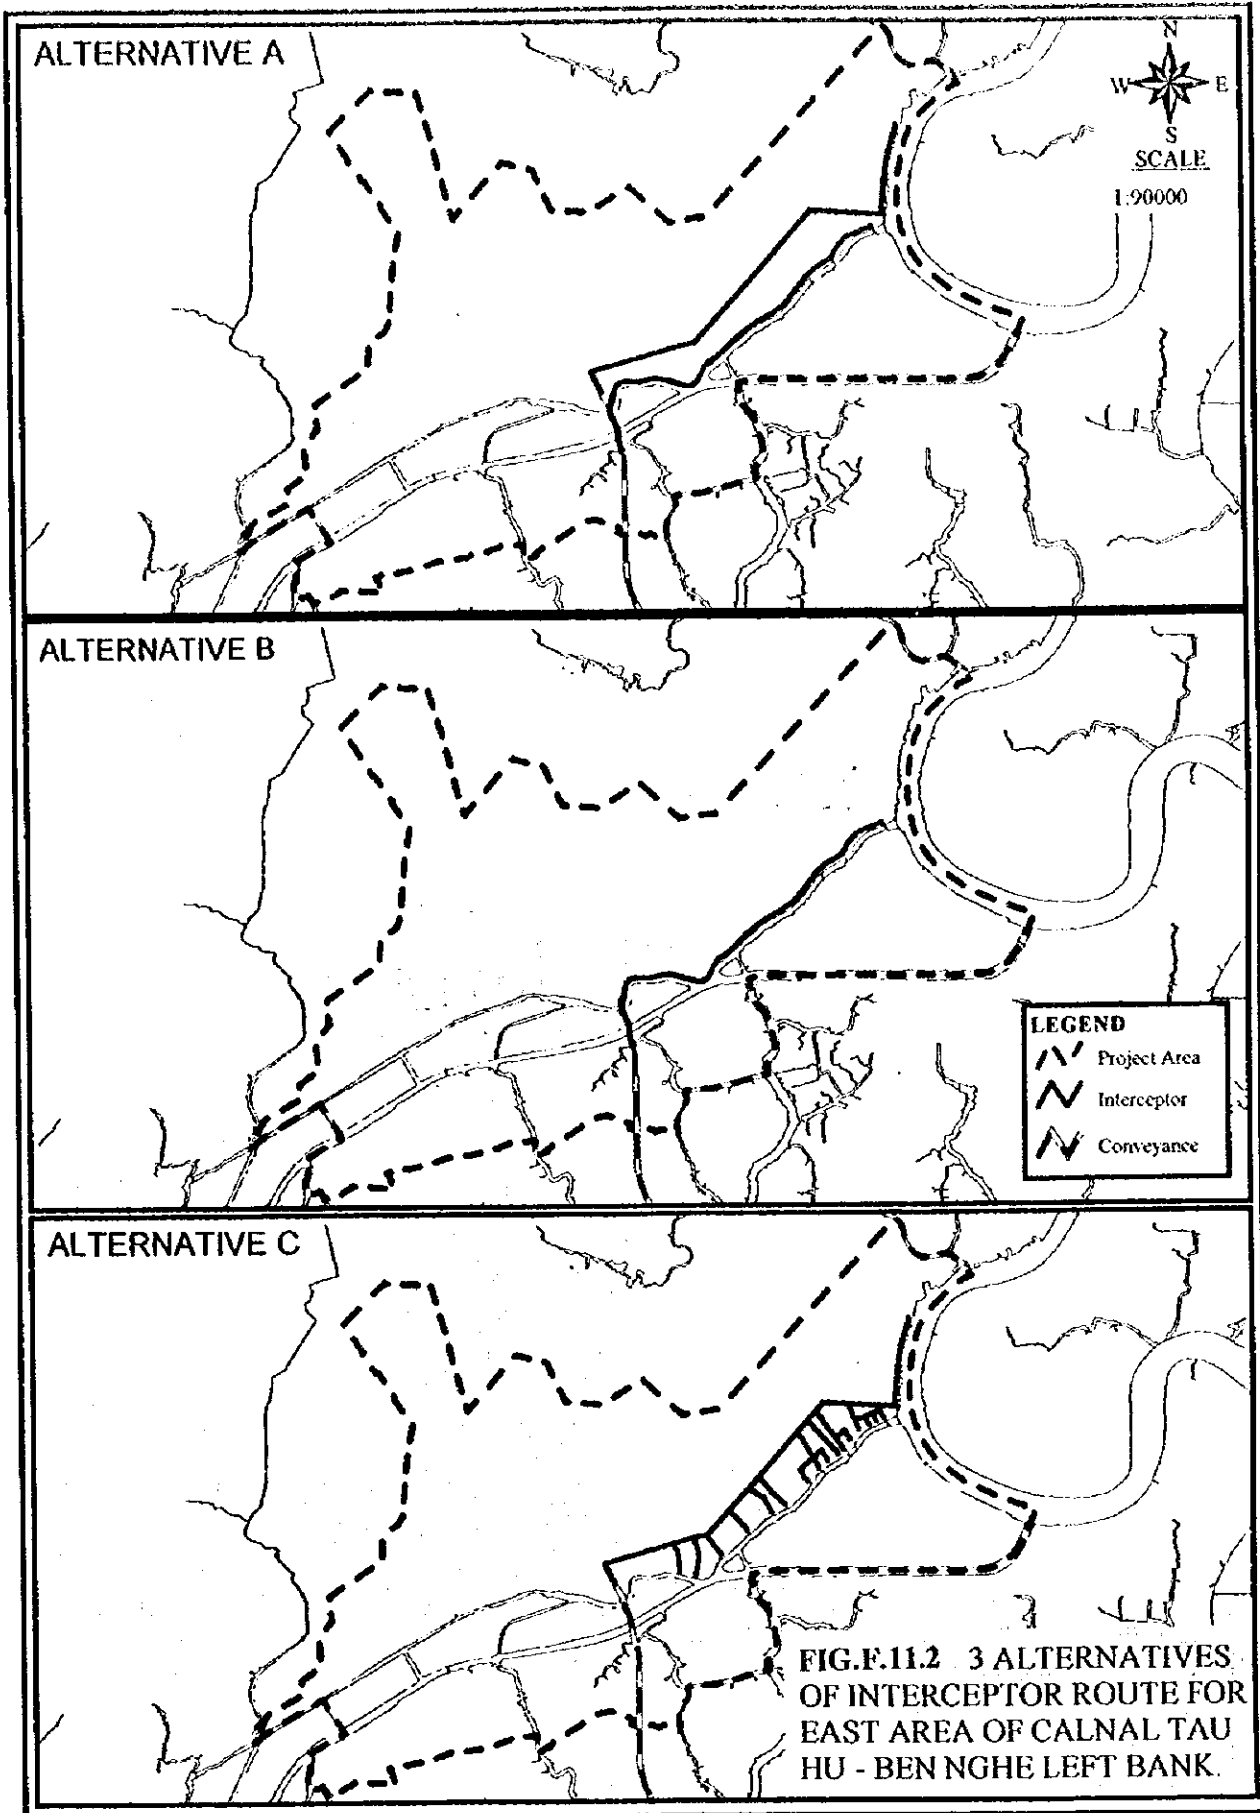 ALTERNATIVE A
N
W E
S
SCALE
1:90000
ALTERNATIVE B
LEGEND
Project Area
Interceptor
Conveyance
ALTERNATIVE C
FIG.F.11.2 3 ALTERNATIVES
OF INTERCEPTOR ROUTE FOR
EAST AREA OF CALNAL TAU
HU - BEN NGHE LEFT BANK.